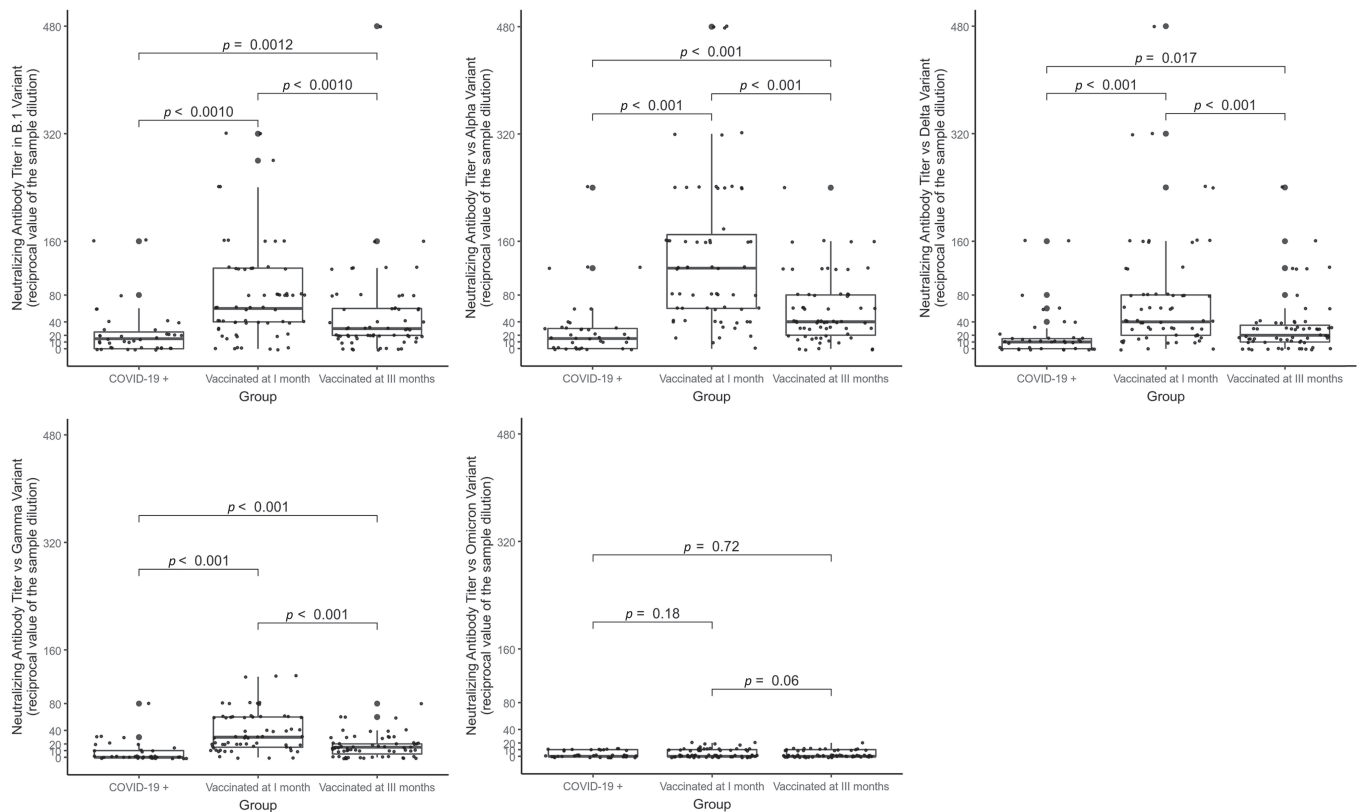 Neutralizing Antibody Titer in B.1 Variant
(reciprocal value of the sample dilution)
480
320
160
80
40
20
10
0
p = 0.0012
p < 0.0010
p < 0.0010
COVID-19 +
Vaccinated at I month
Vaccinated at III months
Group
Neutralizing Antibody Titer vs Alpha Variant
(reciprocal value of the sample dilution)
480
320
160
80
40
20
10
0
p < 0.001
p < 0.001
p < 0.001
COVID-19 +
Vaccinated at I month
Vaccinated at III months
Group
Neutralizing Antibody Titer vs Delta Variant
(reciprocal value of the sample dilution)
480
320
160
80
40
20
10
0
p = 0.017
p < 0.001
p < 0.001
COVID-19 +
Vaccinated at I month
Vaccinated at III months
Group
Neutralizing Antibody Titer vs Gamma Variant
(reciprocal value of the sample dilution)
480
320
160
80
40
20
10
0
p < 0.001
p < 0.001
p < 0.001
COVID-19 +
Vaccinated at I month
Vaccinated at III months
Group
Neutralizing Antibody Titer vs Omicron Variant
(reciprocal value of the sample dilution)
480
320
160
80
40
20
10
0
p = 0.72
p = 0.18
p = 0.06
COVID-19 +
Vaccinated at I month
Vaccinated at III months
Group